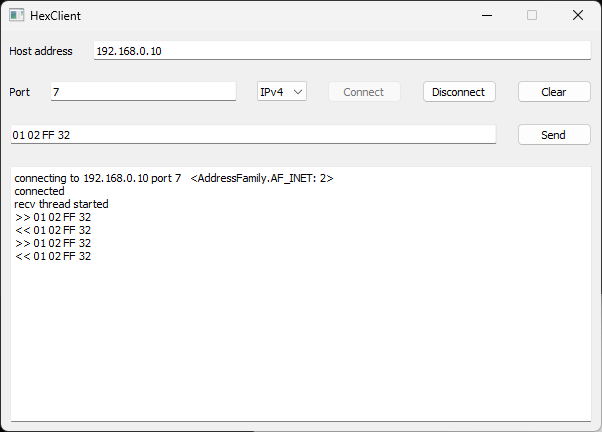 HexClient
Host address 192.168.0.10
Port 7 IPv4 Connect Disconnect Clear
01 02 FF 32 Send
connecting to 192.168.0.10 port 7 <AddressFamily.AF_INET: 2>
connected
recv thread started
>> 01 02 FF 32
<< 01 02 FF 32
>> 01 02 FF 32
<< 01 02 FF 32